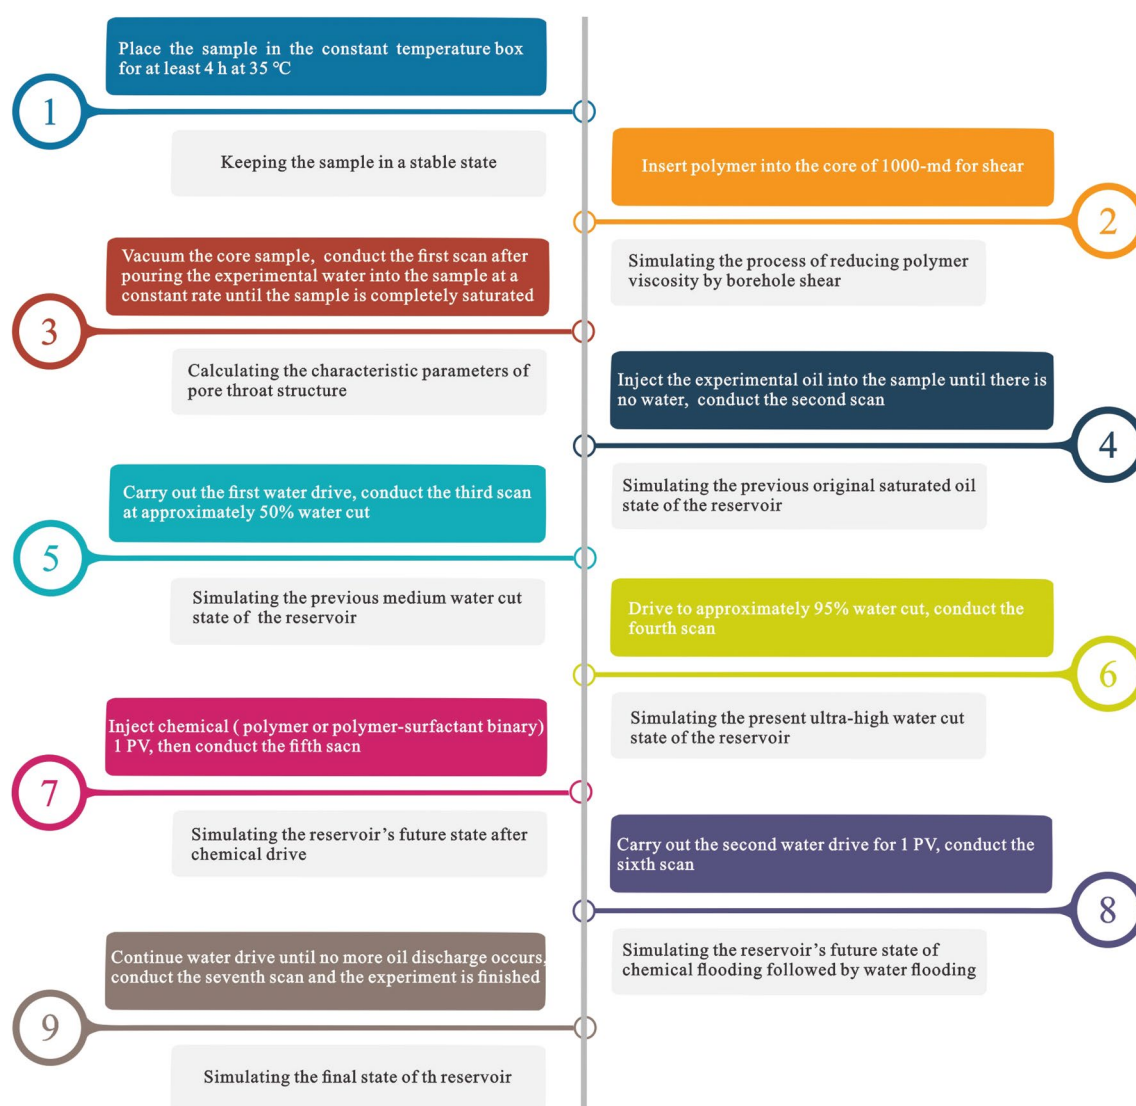 Place the sample in the constant temperature box
for at least 4 h at 35 ℃
1
Keeping the sample in a stable state
Insert polymer into the core of 1000-md for shear
2
Simulating the process of reducing polymer
viscosity by borehole shear
Vacuum the core sample, conduct the first scan after
pouring the experimental water into the sample at a
constant rate until the sample is completely saturated
3
Calculating the characteristic parameters of
pore throat structure
Inject the experimental oil into the sample until there is
no water, conduct the second scan
4
Simulating the previous original saturated oil
state of the reservoir
Carry out the first water drive, conduct the third scan
at approximately 50% water cut
5
Simulating the previous medium water cut
state of the reservoir
Drive to approximately 95% water cut, conduct the
fourth scan
6
Simulating the present ultra-high water cut
state of the reservoir
Inject chemical ( polymer or polymer-surfactant binary)
1 PV, then conduct the fifth sacn
7
Simulating the reservoir's future state after
chemical drive
Carry out the second water drive for 1 PV, conduct the
sixth scan
8
Simulating the reservoir's future state of
chemical flooding followed by water flooding
Continue water drive until no more oil discharge occurs,
conduct the seventh scan and the experiment is finished
9
Simulating the final state of th reservoir